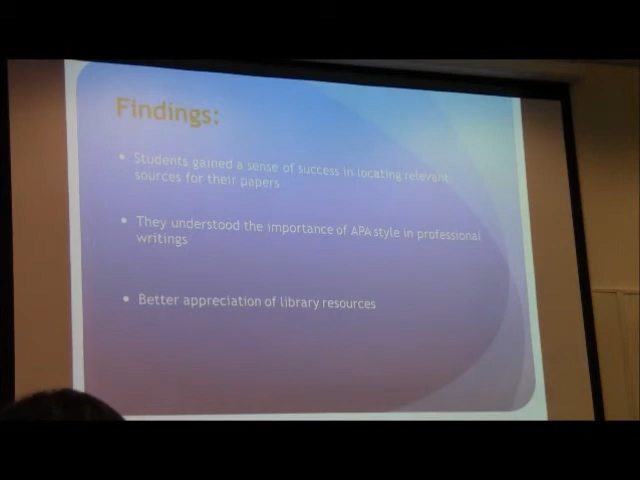 Findings:
• Students gained a sense of success in locating relevant
sources for their papers
• They understood the importance of APA style in professional
writings
• Better appreciation of library resources